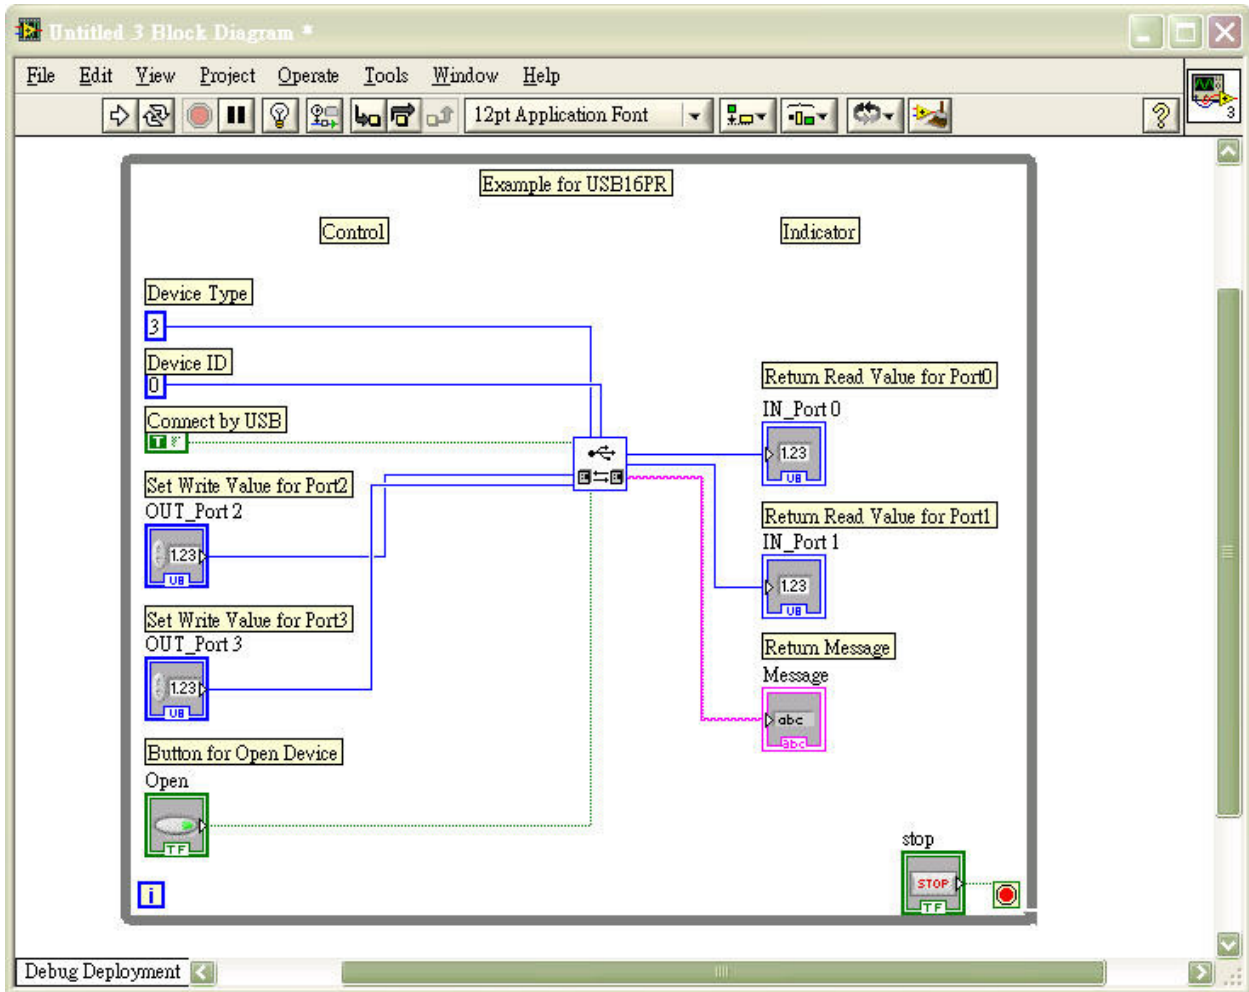 Untitled 3 Block Diagram *
File Edit View Project Operate Tools Window Help
12pt Application Font
3
Example for USB16PR
Control
Indicator
Device Type
3
Device ID
0
Connect by USB
T F
Set Write Value for Port2
OUT_Port 2
1.23
U8
Set Write Value for Port3
OUT_Port 3
1.23
U8
Button for Open Device
Open
TF
i
Return Read Value for Port0
IN_Port 0
1.23
U8
Return Read Value for Port1
IN_Port 1
1.23
U8
Return Message
Message
abc
abc
stop
STOP
TF
Debug Deployment